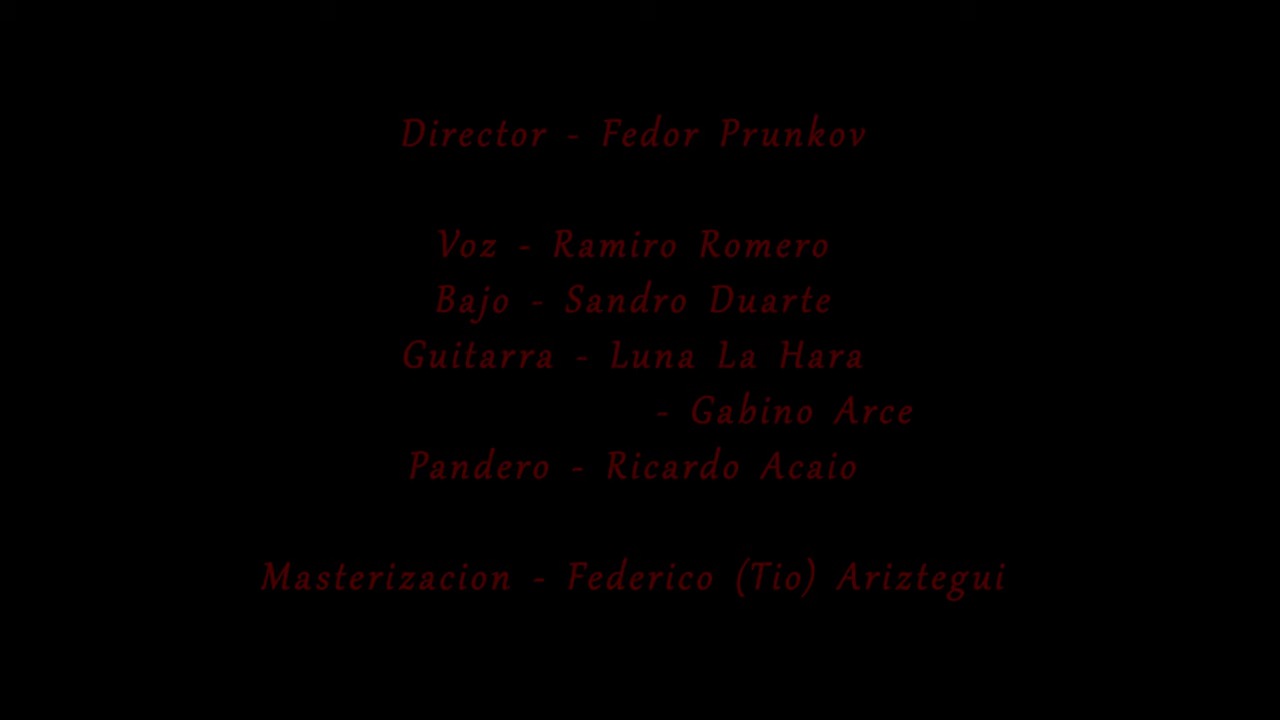 Director - Fedor Prunkov
Voz - Ramiro Romero
Bajo - Sandro Duarte
Guitarra - Luna La Hara
- Gabino Arce
Pandero - Ricardo Acaio
Masterizacion - Federico (Tio) Ariztegui